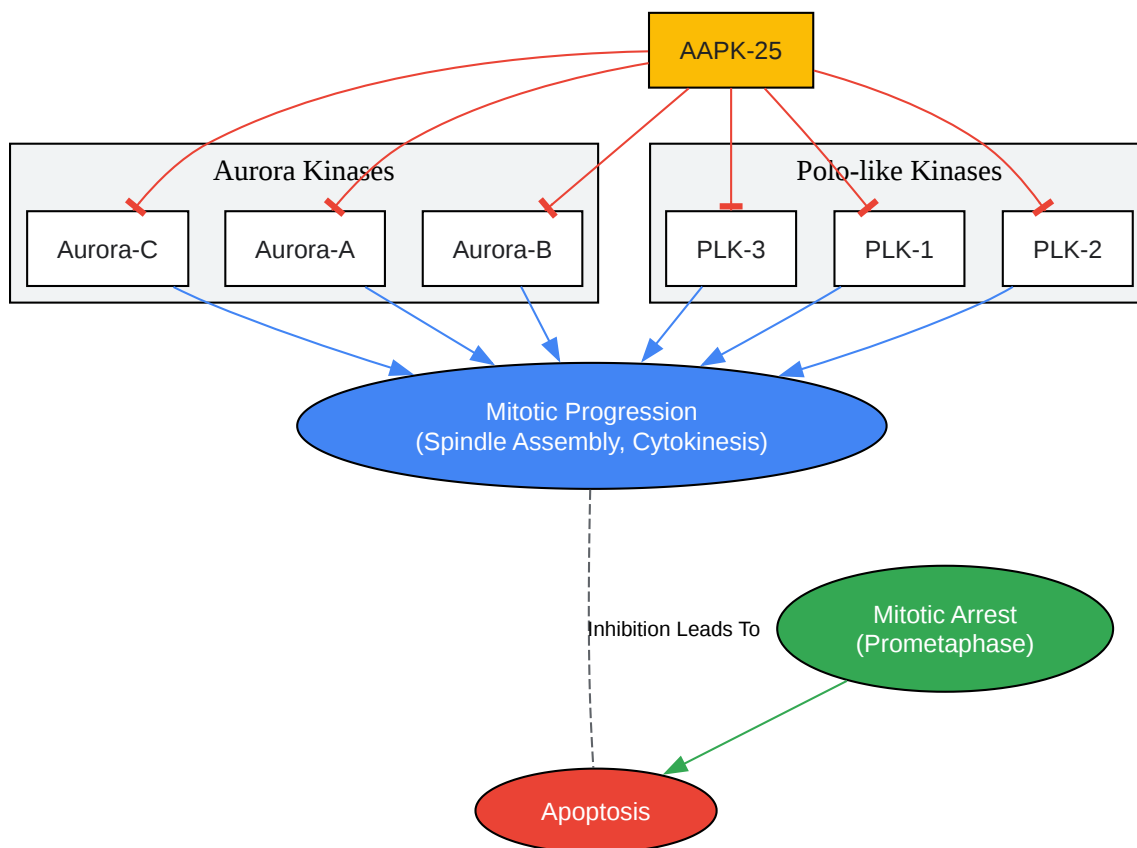 AAPK-25
Aurora Kinases
Polo-like Kinases
Aurora-C
Aurora-A
Aurora-B
PLK-3
PLK-1
PLK-2
Mitotic Progression
(Spindle Assembly, Cytokinesis)
Inhibition Leads To
Mitotic Arrest
(Prometaphase)
Apoptosis